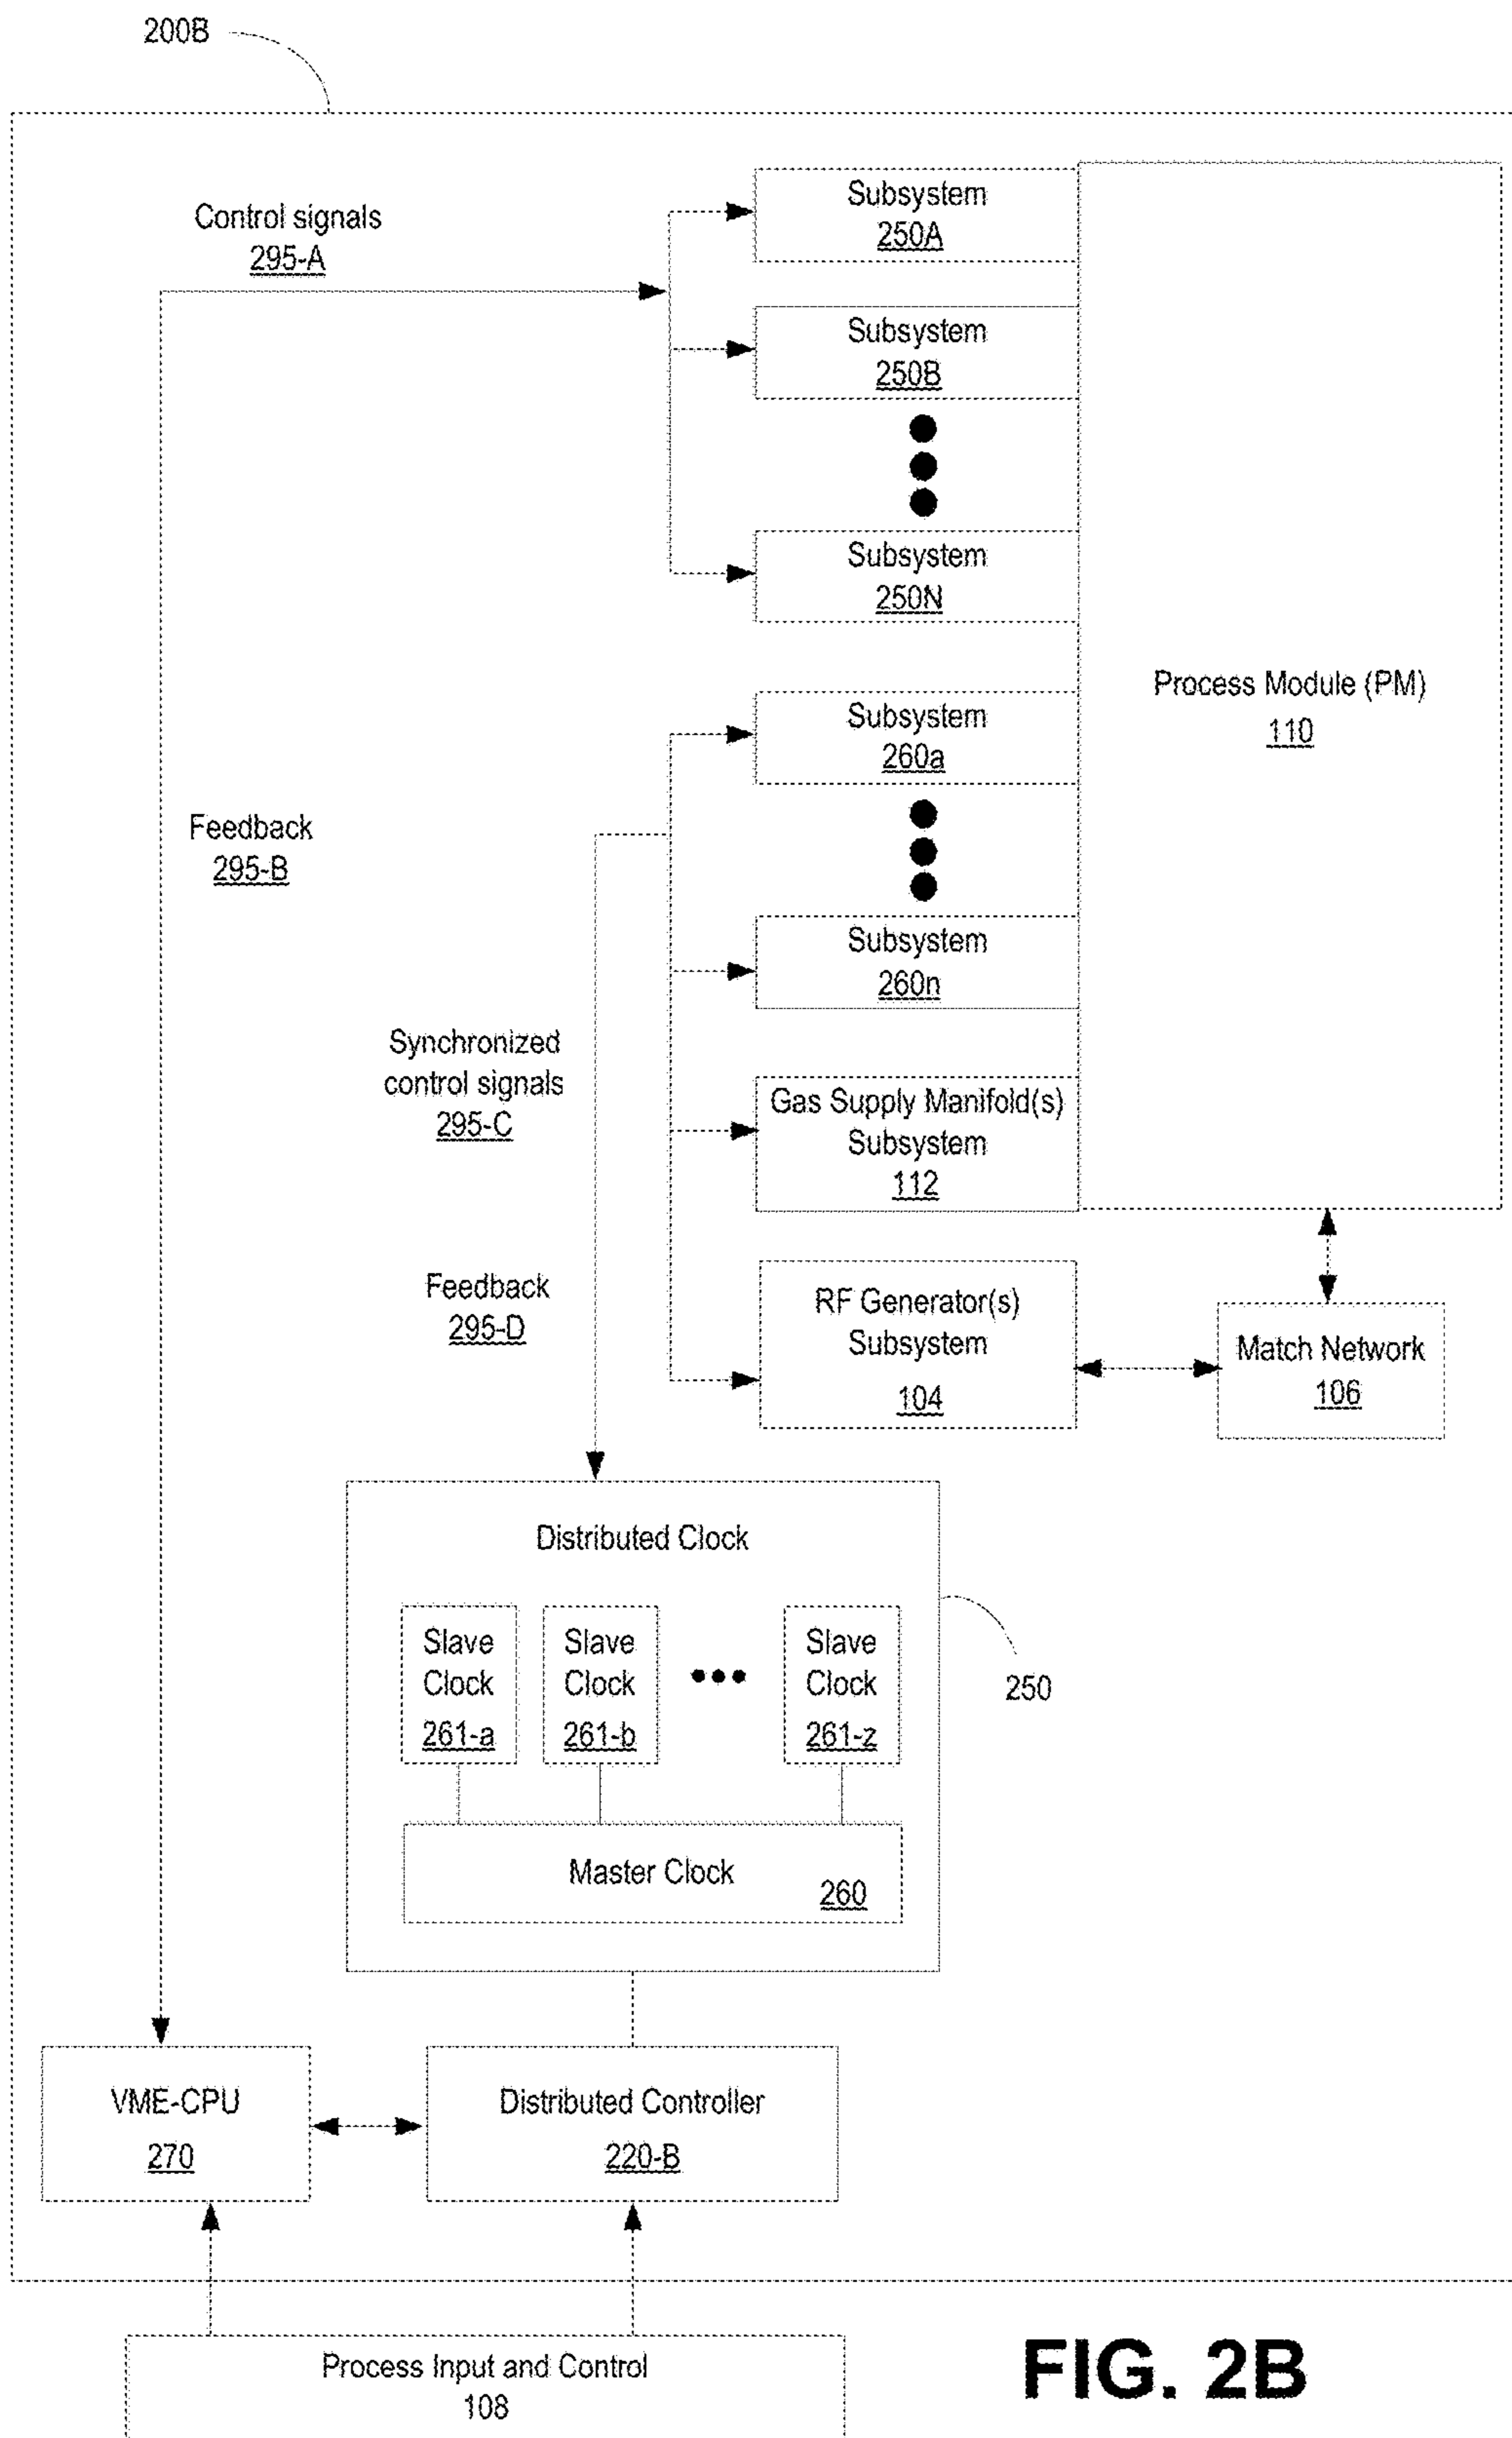 200B
Control signals
295-A
Subsystem
250A
Subsystem
250B
Subsystem
250N
Process Module (PM)
110
Subsystem
260a
Feedback
295-B
Subsystem
260n
Synchronized
control signals
295-C
Gas Supply Manifold(s)
Subsystem
112
Feedback
295-D
RF Generator(s)
Subsystem
104
Match Network
106
Distributed Clock
Slave
Clock
261-a
Slave
Clock
261-b
Slave
Clock
261-z
250
Master Clock
260
VME-CPU
270
Distributed Controller
220-B
Process Input and Control
108
FIG. 2B